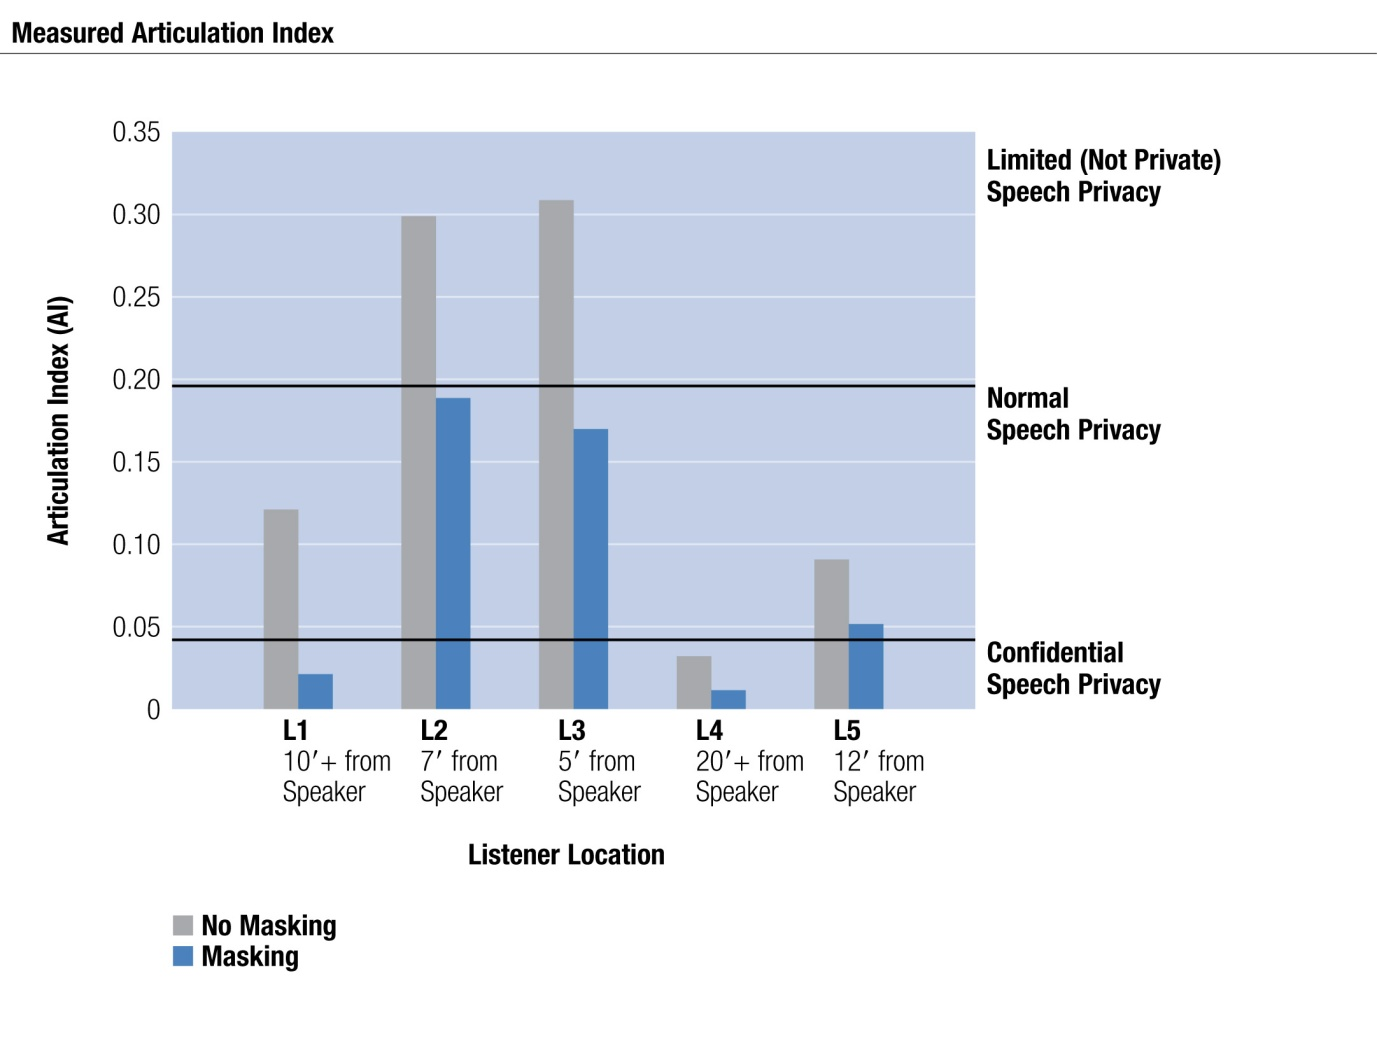 Measured Articulation Index
0.35
Limited (Not Private)
Speech Privacy
0.30
0.25
0.20
Normal
Speech Privacy
0.15
0.10
0.05
Confidential
Speech Privacy
0
Articulation Index (AI)
L1
10′+ from
Speaker
L2
7′ from
Speaker
L3
5′ from
Speaker
L4
20′+ from
Speaker
L5
12′ from
Speaker
Listener Location
No Masking
Masking